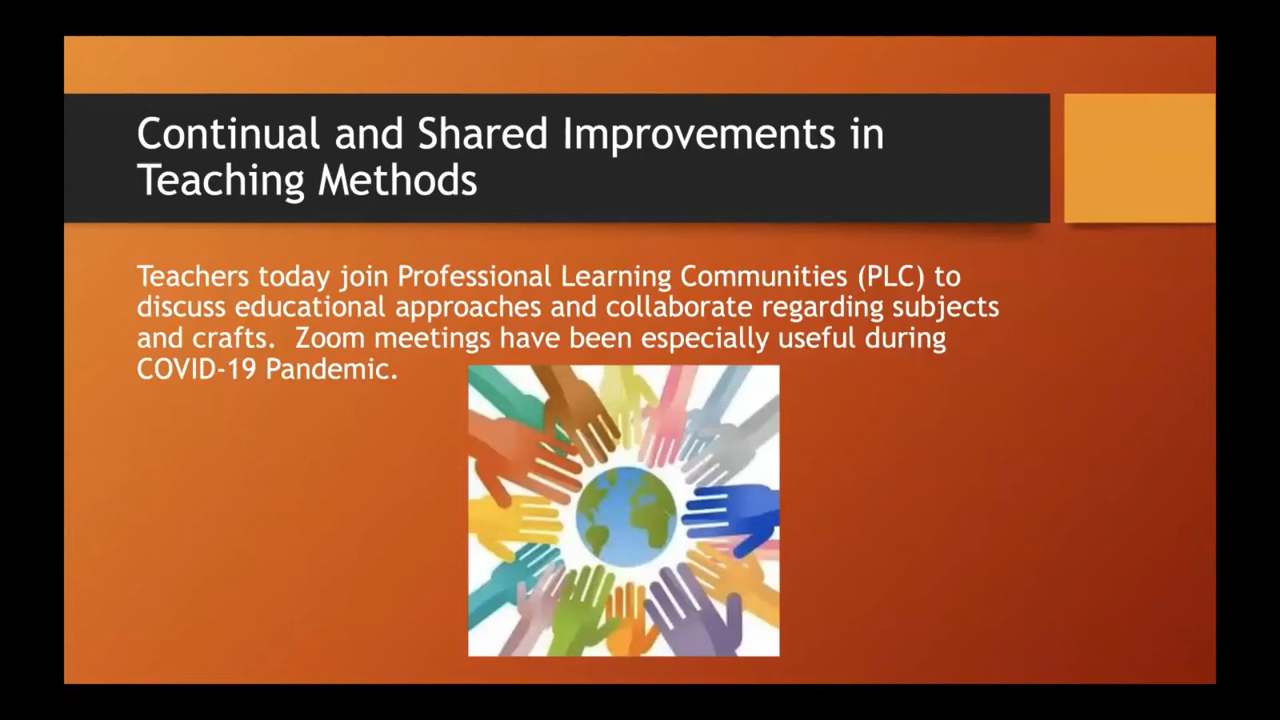 Continual and Shared Improvements in
Teaching Methods
Teachers today join Professional Learning Communities (PLC) to
discuss educational approaches and collaborate regarding subjects
and crafts.  Zoom meetings have been especially useful during
COVID-19 Pandemic.